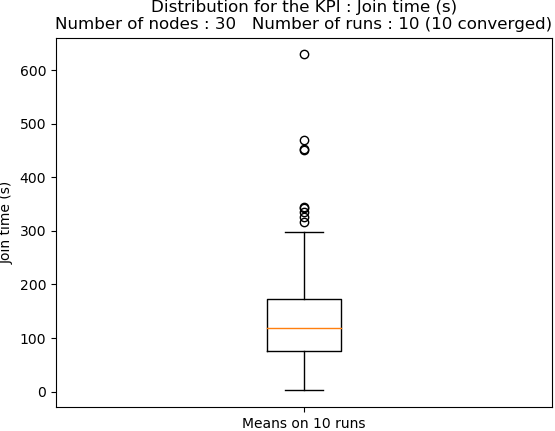 Distribution for the KPI : Join time (s)
Number of nodes : 30   Number of runs : 10 (10 converged)
600
500
400
300
200
100
0
Join time (s)
Means on 10 runs